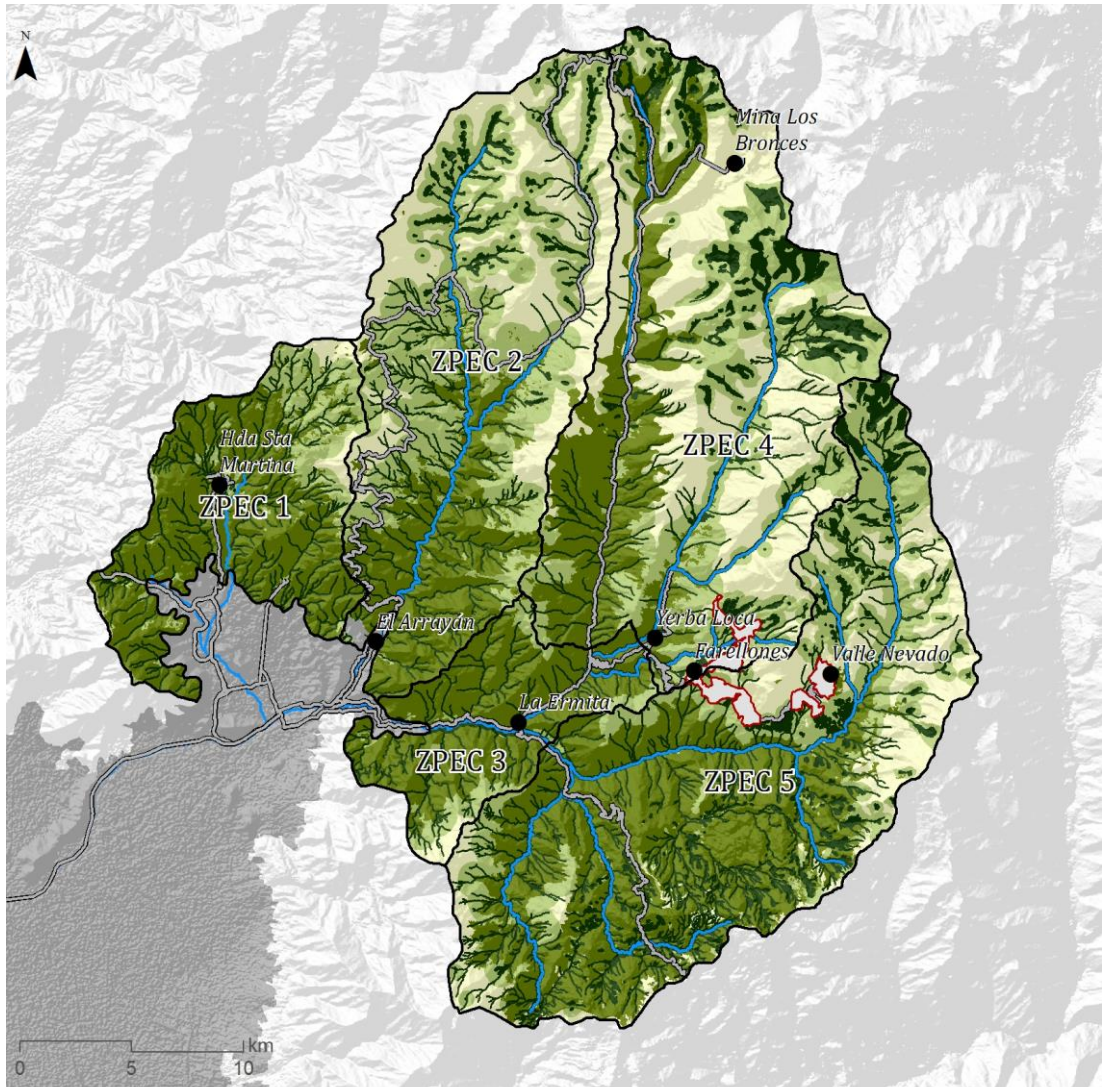 N
Mina Los
Bronces
ZPEC 2
Hda Sta
Martina
ZPEC 1
ZPEC 4
El Arrayán
Yerba Loca
Farellones
Valle Nevado
La Ermita
ZPEC 3
ZPEC 5
km
0 5 10